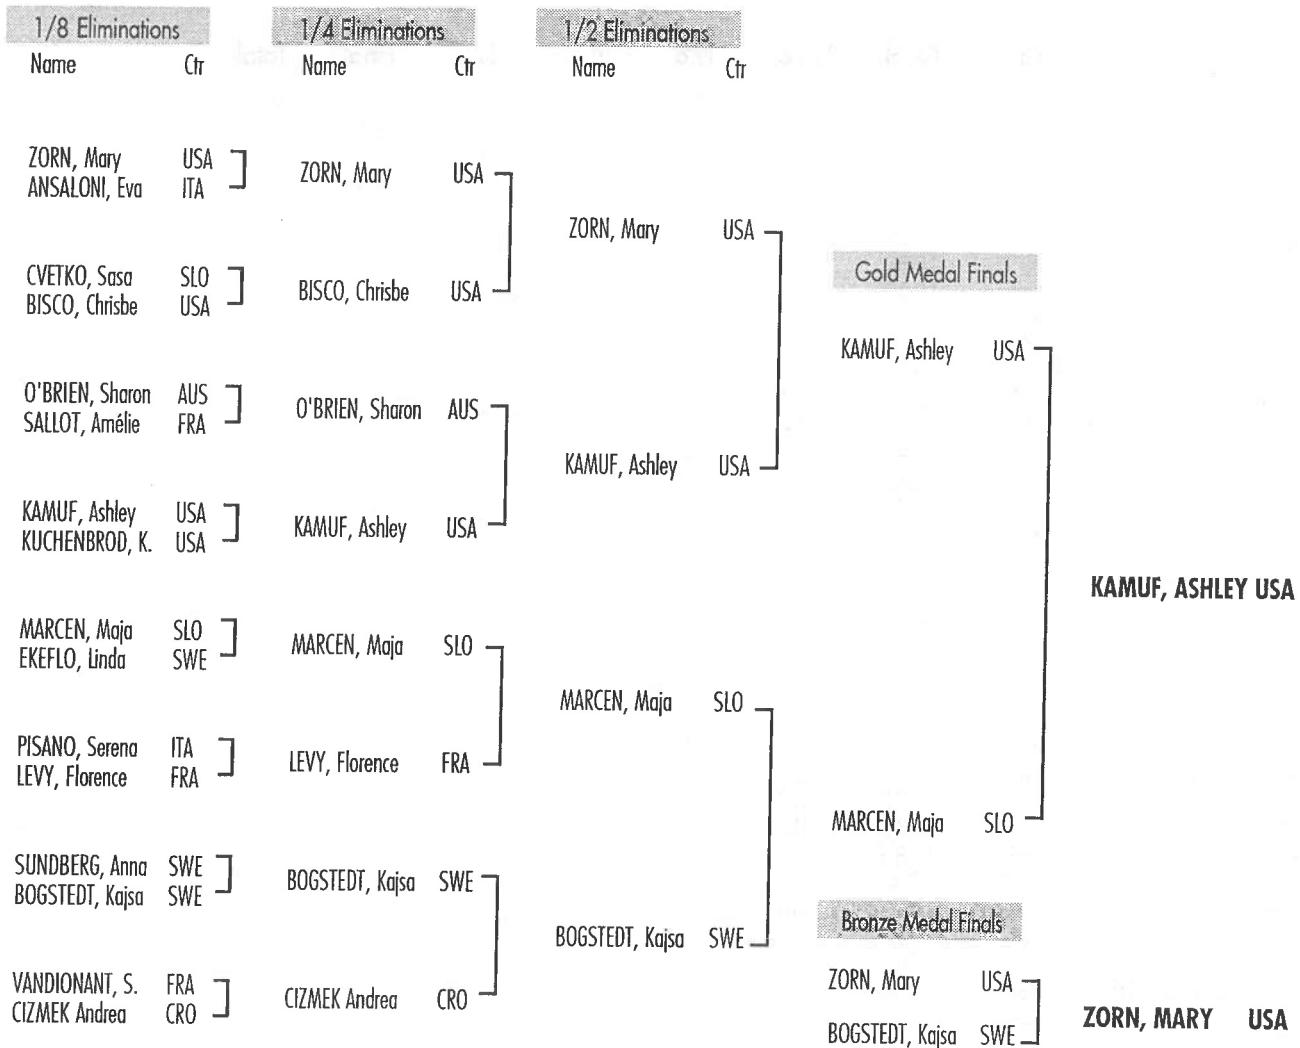 1/8 Eliminations
Name Ctr
ZORN, Mary USA
ANSALONI, Eva ITA
CVETKO, Sasa SLO
BISCO, Chrisbe USA
O'BRIEN, Sharon AUS
SALLOT, Amélie FRA
KAMUF, Ashley USA
KUCHENBROD, K. USA
MARCEN, Maja SLO
EKEFLO, Linda SWE
PISANO, Serena ITA
LEVY, Florence FRA
SUNDBERG, Anna SWE
BOGSTEDT, Kajsa SWE
VANDIONANT, S. FRA
CIZMEK Andrea CRO
1/4 Eliminations
Name Ctr
ZORN, Mary USA
BISCO, Chrisbe USA
O'BRIEN, Sharon AUS
KAMUF, Ashley USA
MARCEN, Maja SLO
LEVY, Florence FRA
BOGSTEDT, Kajsa SWE
CIZMEK Andrea CRO
1/2 Eliminations
Name Ctr
ZORN, Mary USA
KAMUF, Ashley USA
MARCEN, Maja SLO
BOGSTEDT, Kajsa SWE
Gold Medal Finals
KAMUF, Ashley USA
MARCEN, Maja SLO
KAMUF, ASHLEY USA
Bronze Medal Finals
ZORN, Mary USA
BOGSTEDT, Kajsa SWE
ZORN, MARY USA